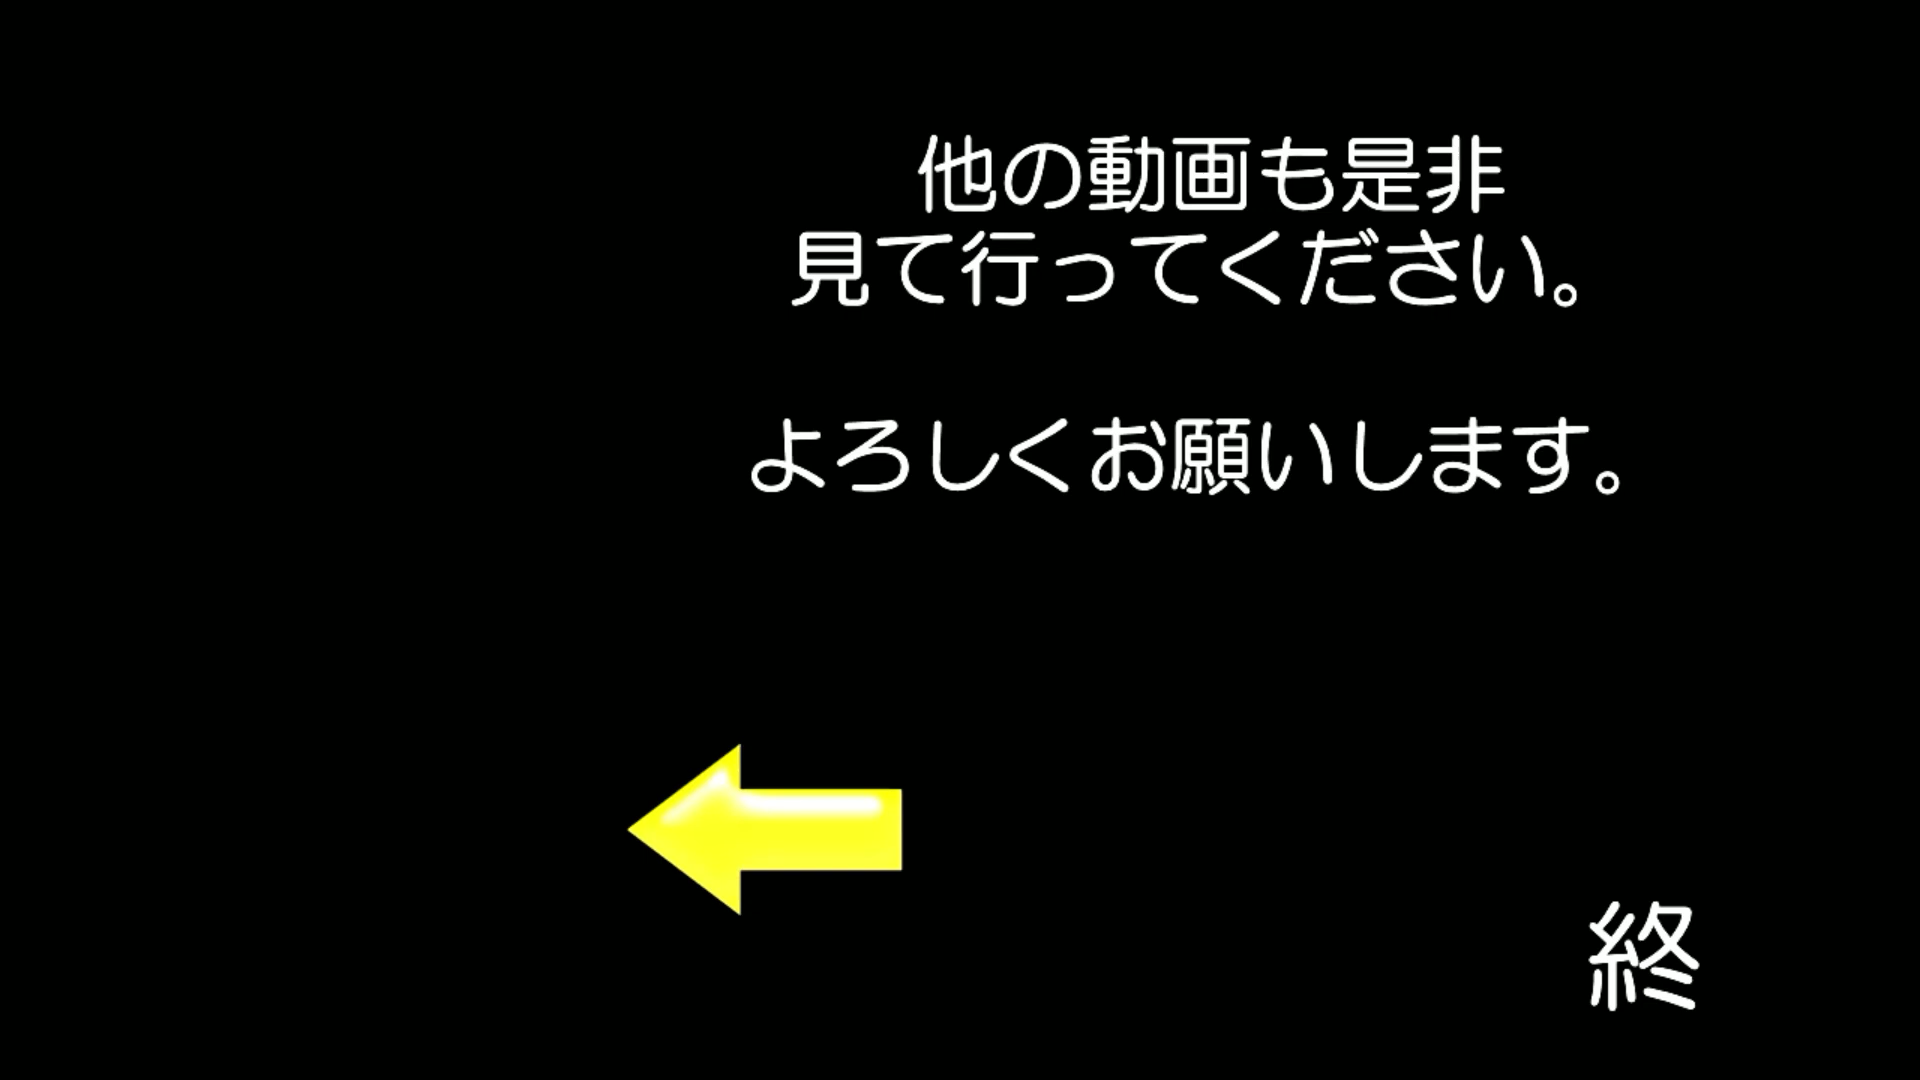 他の動画も是非
見て行ってください。
よろしくお願いします。
終